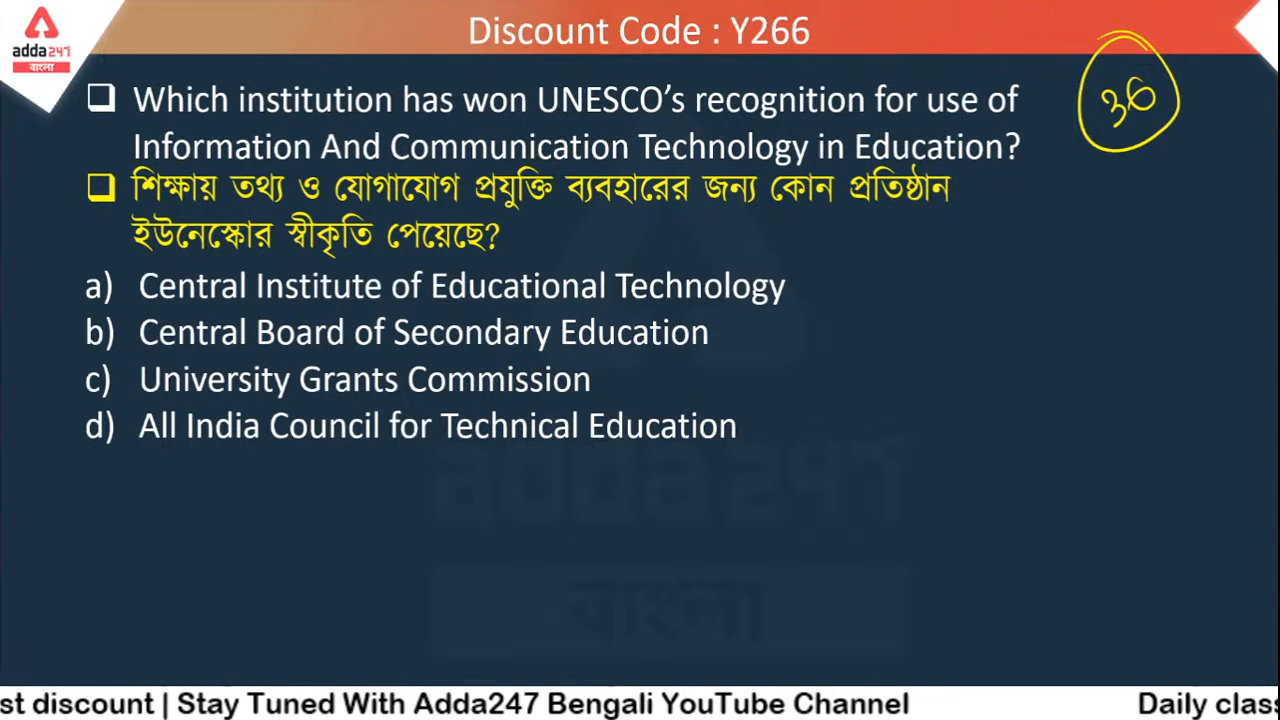 Discount Code : Y266
adda247
বাংলা
36
❑ Which institution has won UNESCO’s recognition for use of
Information And Communication Technology in Education?
❑ শিক্ষায় তথ্য ও যোগাযোগ প্রযুক্তি ব্যবহারের জন্য কোন প্রতিষ্ঠান
ইউনেস্কোর স্বীকৃতি পেয়েছে?
a) Central Institute of Educational Technology
b) Central Board of Secondary Education
c) University Grants Commission
d) All India Council for Technical Education
adda247
বাংলা
st discount | Stay Tuned With Adda247 Bengali YouTube Channel
Daily clas